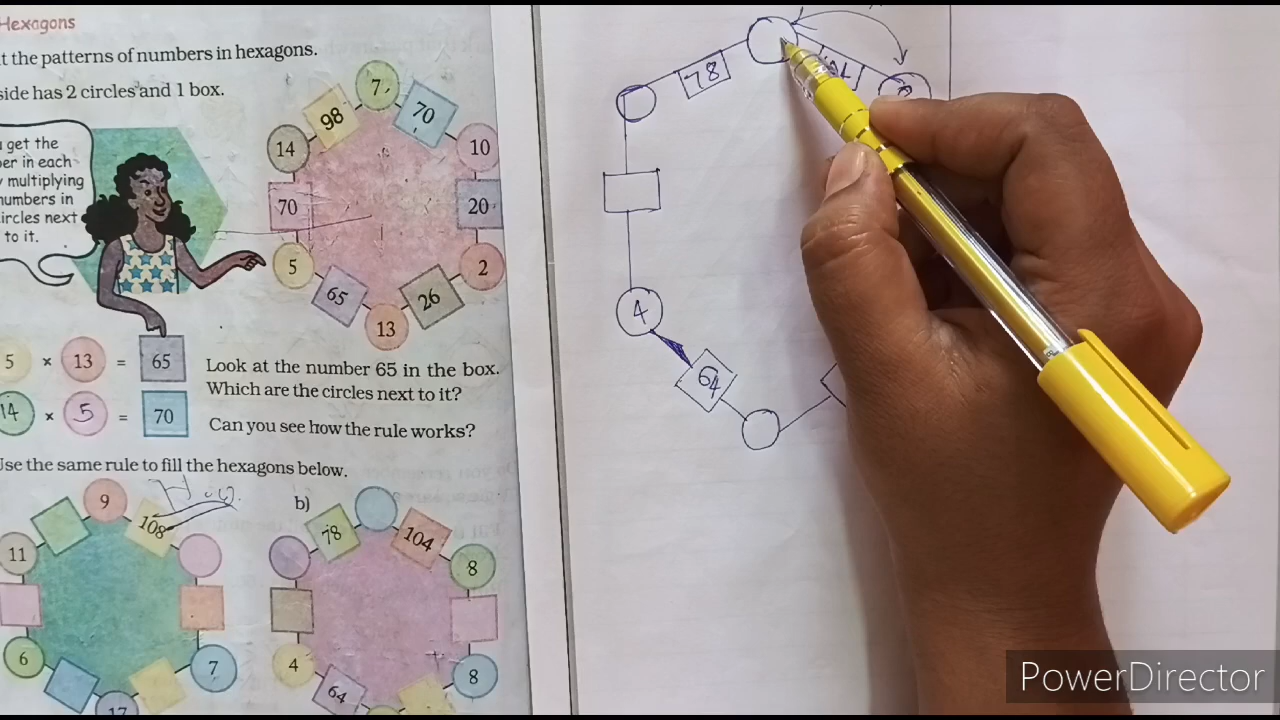 Hexagons
t the patterns of numbers in hexagons.
side has 2 circles and 1 box.
get the
er in each
multiplying
numbers in
ircles next
to it.
7
98
70
14
10
70
20
5
2
65
26
13
5 × 13 = 65
14 × 5 = 70
Look at the number 65 in the box.
Which are the circles next to it?
Can you see how the rule works?
Use the same rule to fill the hexagons below.
9
108
11
6
7
17
b)
78
104
8
4
8
64
78
4
64
PowerDirector